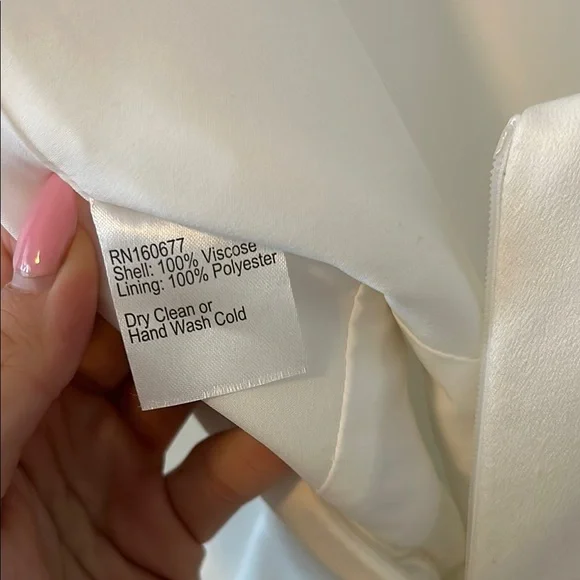 RN160677
Shell: 100% Viscose
Lining: 100% Polyester
Dry Clean or
Hand Wash Cold